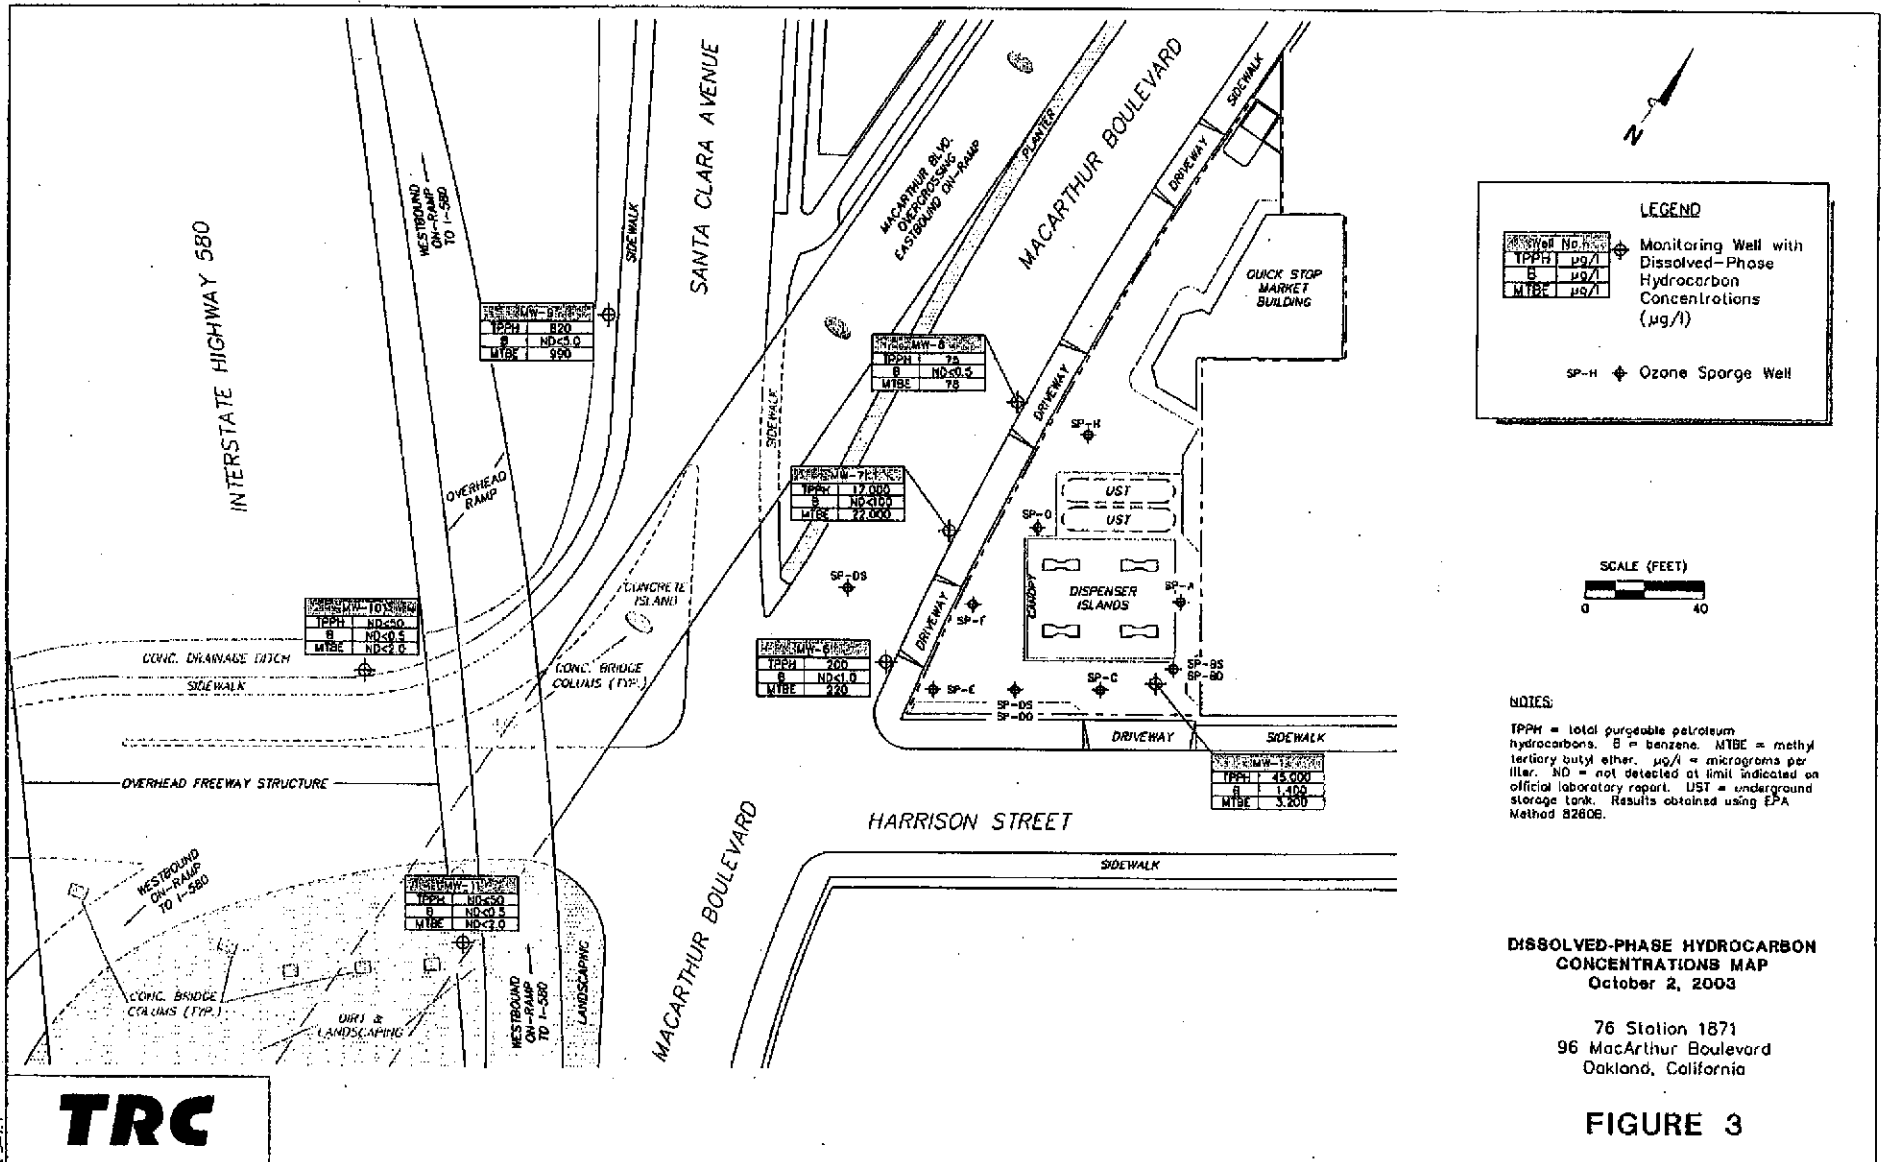 SANTA CLARA AVENUE
MACARTHUR BOULEVARD
SIDEWALK
DRIVEWAY
PLANTER
MACARTHUR BLVD.
OVERCROSSING
EASTBOUND ON-RAMP
WESTBOUND
ON-RAMP
TO I-580
SIDEWALK
INTERSTATE HIGHWAY 580
QUICK STOP
MARKET
BUILDING
MW-9
TPPH 820
B ND<5.0
MTBE 990
MW-8
TPPH 75
B ND<0.5
MTBE 78
DRIVEWAY
SIDEWALK
SP-H
OVERHEAD
RAMP
MW-7
TPPH 17,000
B ND<100
MTBE 22,000
UST
UST
SP-G
SP-DS
CONCRETE
ISLAND
CANOPY
DISPENSER
ISLANDS
SP-A
SP-F
DRIVEWAY
MW-10
TPPH ND<50
B ND<0.5
MTBE ND<2.0
CONC. DRAINAGE DITCH
SIDEWALK
CONC. BRIDGE
COLUMS (TYP.)
MW-6
TPPH 200
B ND<1.0
MTBE 220
SP-E
SP-DS
SP-DD
SP-C
SP-BS
SP-BD
DRIVEWAY
SIDEWALK
MW-1
TPPH 45,000
B 1,400
MTBE 3,200
OVERHEAD FREEWAY STRUCTURE
HARRISON STREET
SIDEWALK
MACARTHUR BOULEVARD
WESTBOUND
ON-RAMP
TO I-580
MW-11
TPPH ND<50
B ND<0.5
MTBE ND<2.0
CONC. BRIDGE
COLUMS (TYP.)
DIRT &
LANDSCAPING
WESTBOUND
ON-RAMP
TO I-580
LANDSCAPING
TRC
N
LEGEND
Well No.
TPPH µg/l
B µg/l
MTBE µg/l
Monitoring Well with
Dissolved-Phase
Hydrocarbon
Concentrations
(µg/l)
SP-H Ozone Sparge Well
SCALE (FEET)
0 40
NOTES:
TPPH = total purgeable petroleum
hydrocarbons. B = benzene. MTBE = methyl
tertiary butyl ether. µg/l = micrograms per
liter. ND = not detected at limit indicated on
official laboratory report. UST = underground
storage tank. Results obtained using EPA
Method 8260B.
DISSOLVED-PHASE HYDROCARBON
CONCENTRATIONS MAP
October 2, 2003
76 Station 1871
96 MacArthur Boulevard
Oakland, California
FIGURE 3